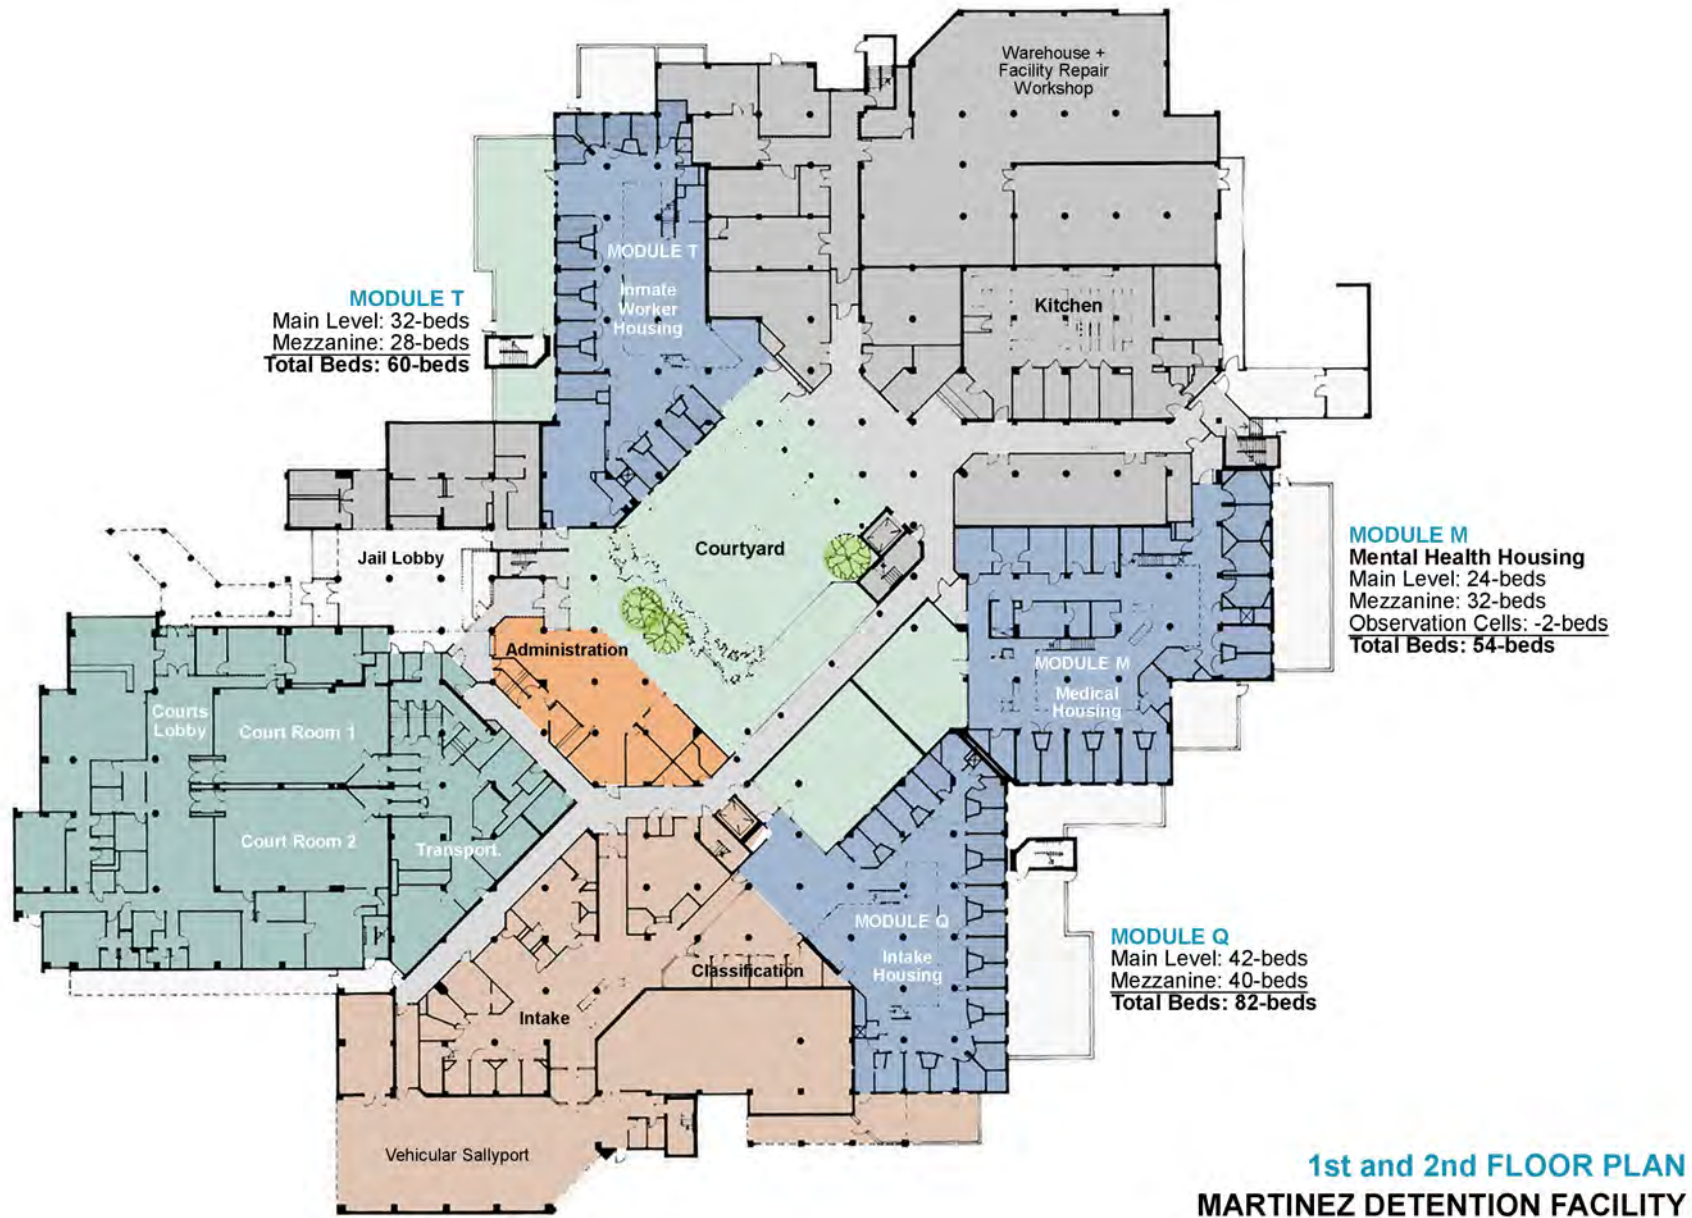 Warehouse +
Facility Repair
Workshop
MODULE T
Inmate
Worker
Housing
MODULE T
Main Level: 32-beds
Mezzanine: 28-beds
Total Beds: 60-beds
Kitchen
Courtyard
Jail Lobby
MODULE M
Mental Health Housing
Main Level: 24-beds
Mezzanine: 32-beds
Observation Cells: -2-beds
Total Beds: 54-beds
Administration
MODULE M
Medical
Housing
Courts
Lobby
Court Room 1
Court Room 2
Transport.
MODULE Q
Intake
Housing
Classification
Intake
MODULE Q
Main Level: 42-beds
Mezzanine: 40-beds
Total Beds: 82-beds
Vehicular Sallyport
1st and 2nd FLOOR PLAN
MARTINEZ DETENTION FACILITY